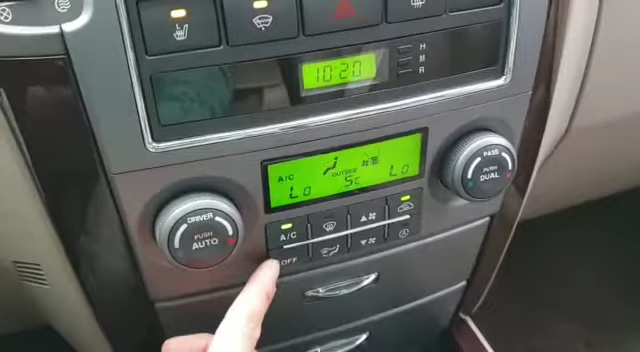 10:20
H
M
R
A/C
OUTSIDE
Lo
5c
Lo
DRIVER
PUSH
AUTO
PASS
PUSH
DUAL
A/C
OFF